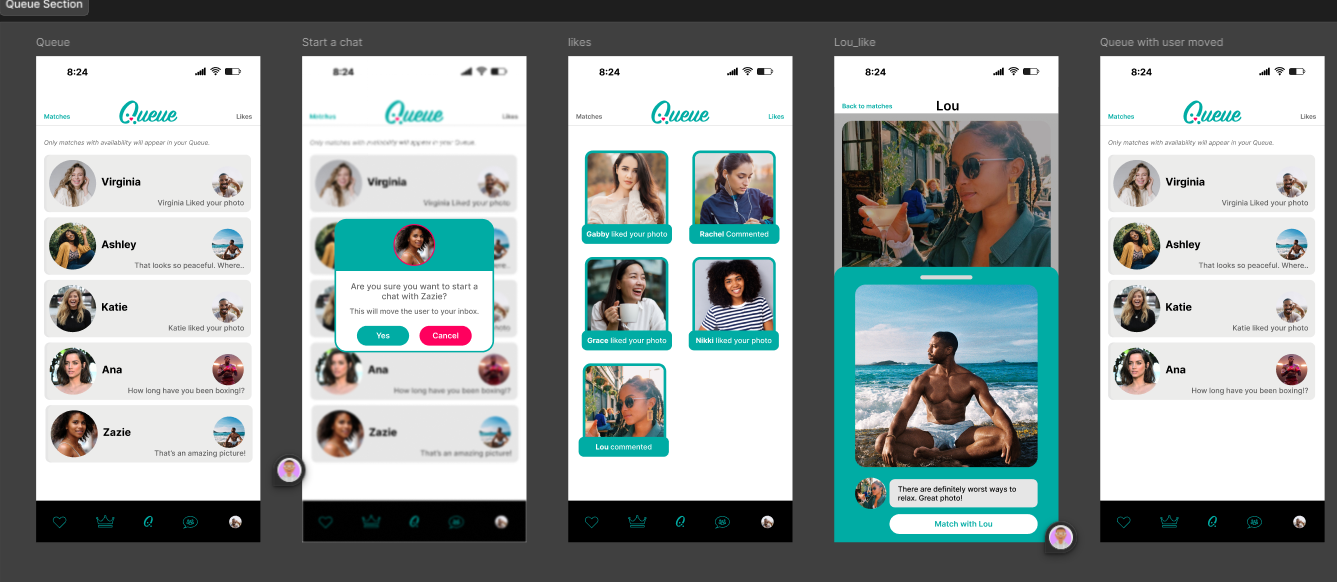 Queue Section
Queue
8:24
Queue
Matches
Likes
Only matches with availability will appear in your Queue.
Virginia
Virginia Liked your photo
Ashley
That looks so peaceful. Where..
Katie
Katie liked your photo
Ana
How long have you been boxing!?
Zazie
That's an amazing picture!
Start a chat
8:24
Queue
Matches
Likes
Only matches with availability will appear in your Queue.
Virginia
Virginia Liked your photo
Are you sure you want to start a
chat with Zazie?
This will move the user to your inbox.
Yes
Cancel
Ana
How long have you been boxing!?
Zazie
That's an amazing picture!
likes
8:24
Queue
Matches
Likes
Gabby liked your photo
Rachel Commented
Grace liked your photo
Nikki liked your photo
Lou commented
Lou_like
8:24
Back to matches
Lou
There are definitely worst ways to
relax. Great photo!
Match with Lou
Queue with user moved
8:24
Queue
Matches
Likes
Only matches with availability will appear in your Queue.
Virginia
Virginia Liked your photo
Ashley
That looks so peaceful. Where..
Katie
Katie liked your photo
Ana
How long have you been boxing!?